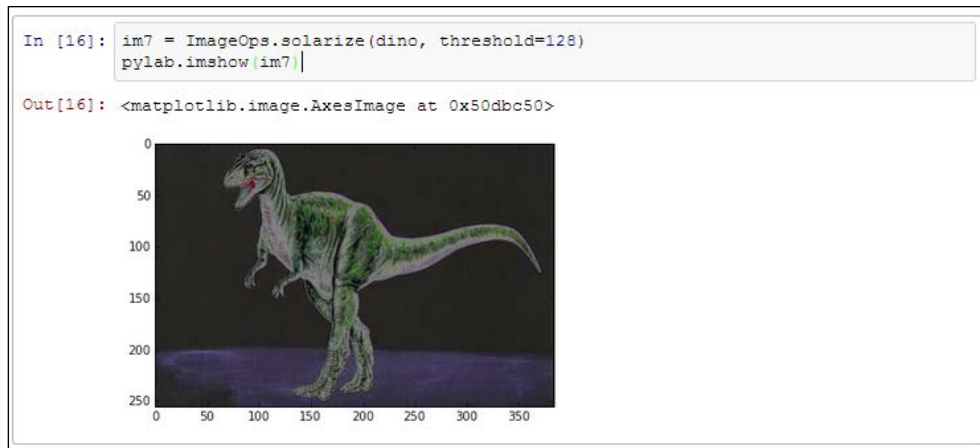 In [16]: im7 = ImageOps.solarize(dino, threshold=128)
pylab.imshow(im7)
Out[16]: <matplotlib.image.AxesImage at 0x50dbc50>
0
50
100
150
200
250
0 50 100 150 200 250 300 350